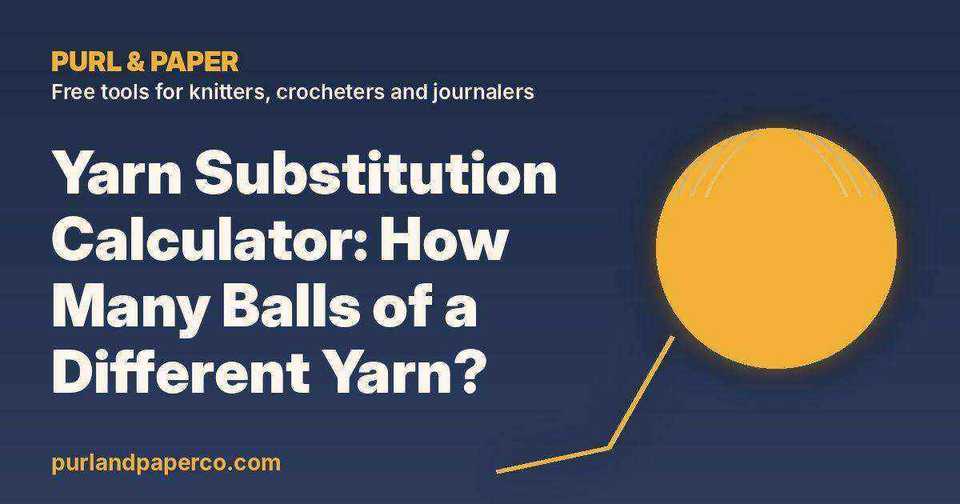 PURL & PAPER
Free tools for knitters, crocheters and journalers
Yarn Substitution
Calculator: How
Many Balls of a
Different Yarn?
purlandpaperco.com